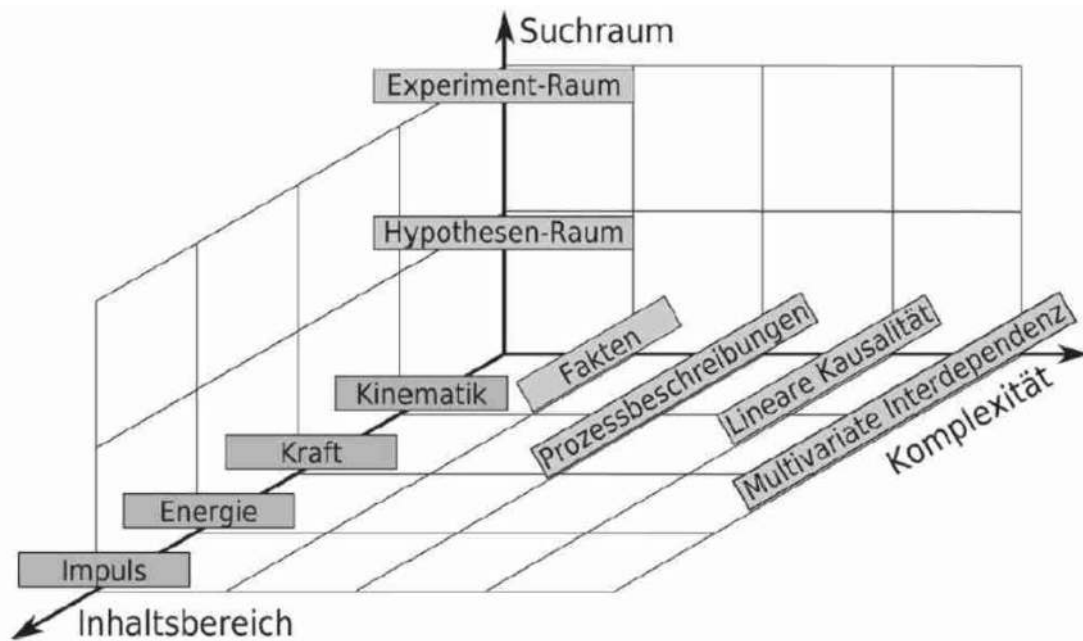 Suchraum
Experiment-Raum
Hypothesen-Raum
Kinematik
Kraft
Energie
Impuls
Inhaltsbereich
Fakten
Prozessbeschreibungen
Lineare Kausalität
Multivariate Interdependenz
Komplexität